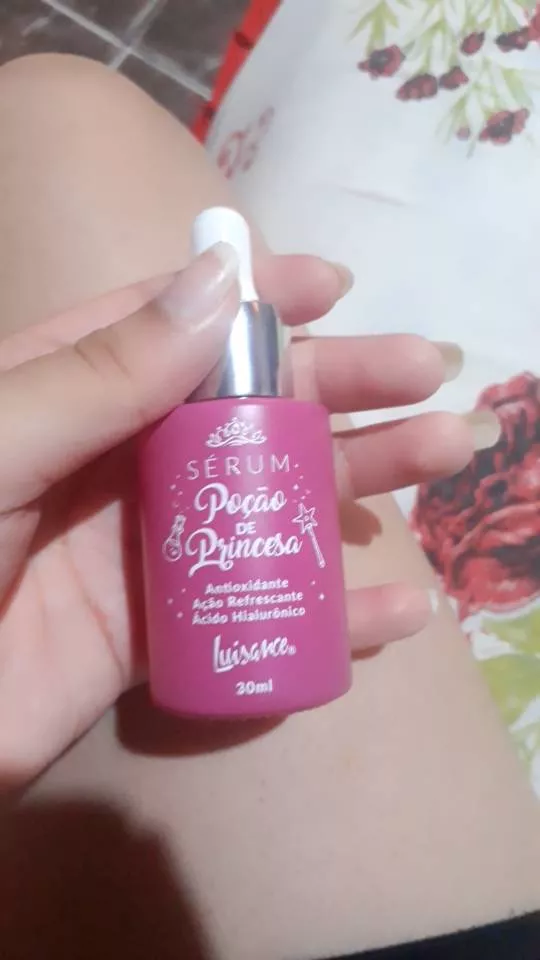 SÉRUM
Poção
DE
Princesa
Antioxidante
Ação Refrescante
Ácido Hialurônico
Luisance®
30ml